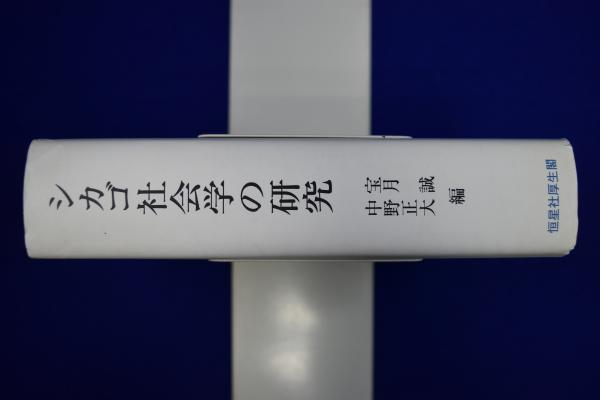 シカゴ社会学の研究
宝月 誠
中野正大
編
恒星社厚生閣